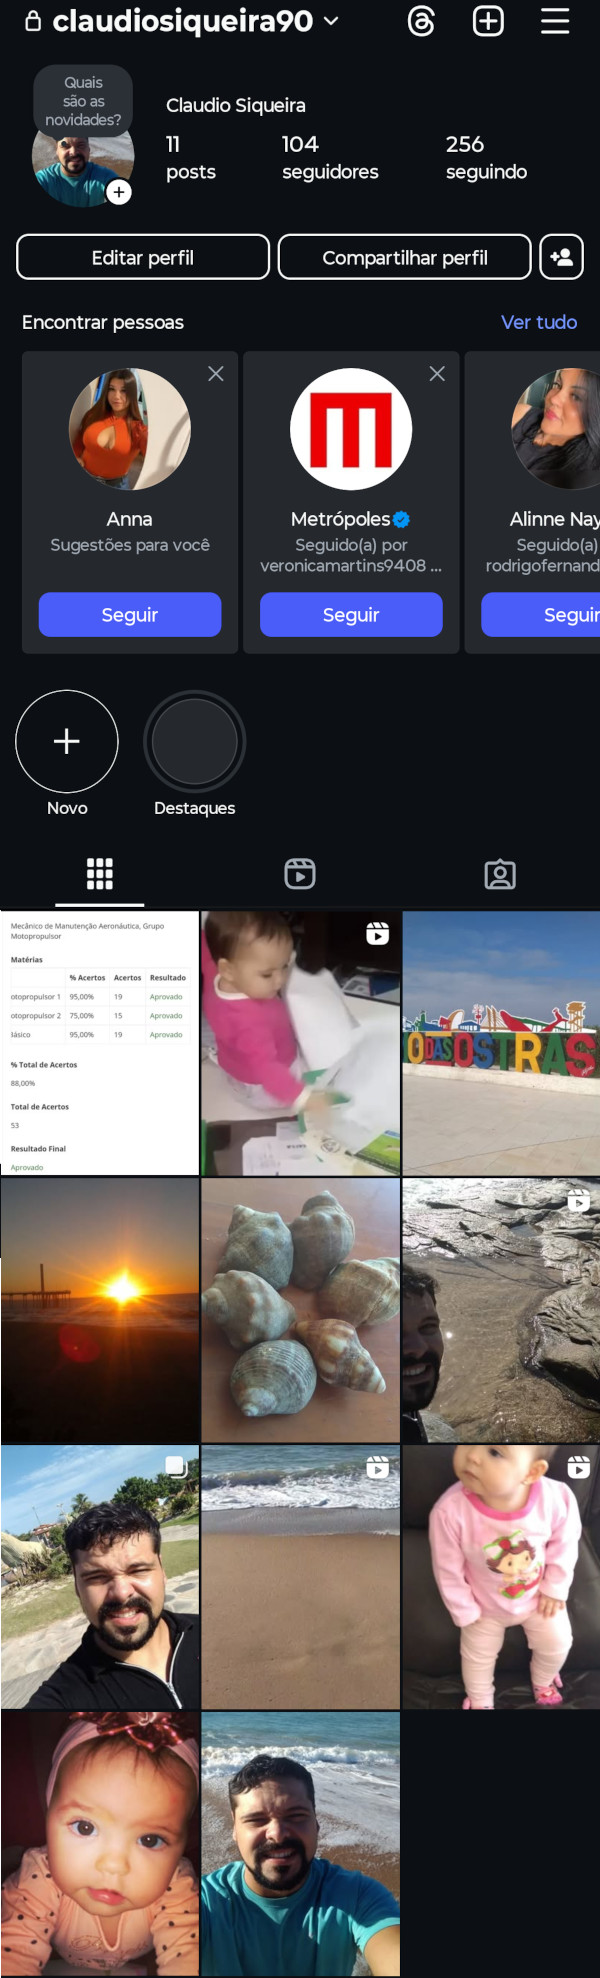 claudiosiqueira90
Quais
são as
novidades?
Claudio Siqueira
11
104
256
posts
seguidores
seguindo
Editar perfil
Compartilhar perfil
Encontrar pessoas
Ver tudo
Anna
Metrópoles
Alinne Nay
Sugestões para você
Seguido(a) por
Seguido(a)
veronicamartins9408 ...
rodrigofernand
Seguir
Seguir
Seguir
Novo
Destaques
Mecânico de Manutenção Aeronáutica, Grupo
Motopropulsor
Matérias
% Acertos Acertos Resultado
otopropulsor 1 95,00% 19 Aprovado
otopropulsor 2 75,00% 15 Aprovado
lásico 95,00% 19 Aprovado
% Total de Acertos
88,00%
Total de Acertos
53
Resultado Final
Aprovado
O DAS OSTRAS